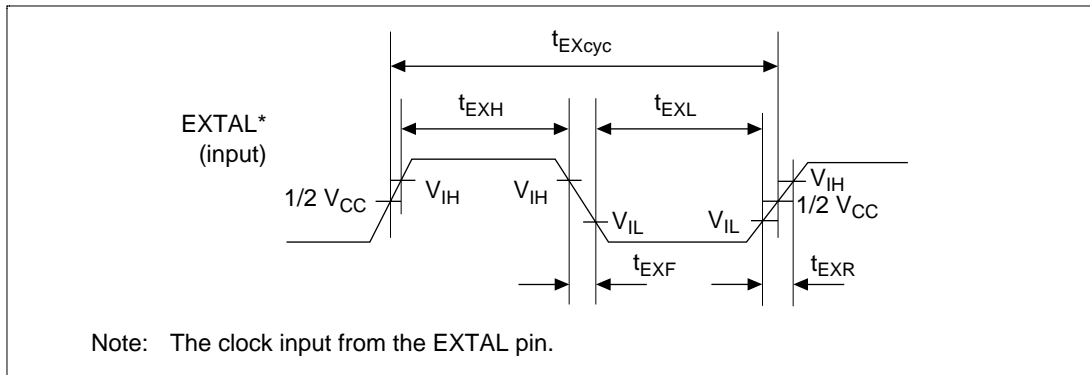 tEXcyc
tEXH tEXL
EXTAL*
(input)
1/2 VCC VIH VIH VIL VIL VIH 1/2 VCC
tEXF tEXR
Note: The clock input from the EXTAL pin.